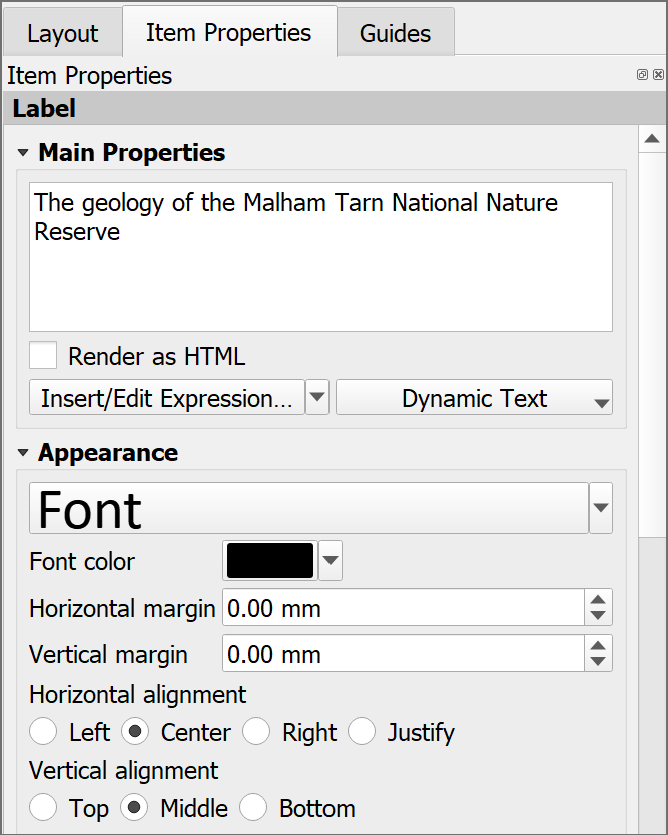 Layout
Item Properties
Guides
Item Properties
Label
Main Properties
The geology of the Malham Tarn National Nature
Reserve
Render as HTML
Insert/Edit Expression...
Dynamic Text
Appearance
Font
Font color
Horizontal margin
0.00 mm
Vertical margin
0.00 mm
Horizontal alignment
Left
Center
Right
Justify
Vertical alignment
Top
Middle
Bottom